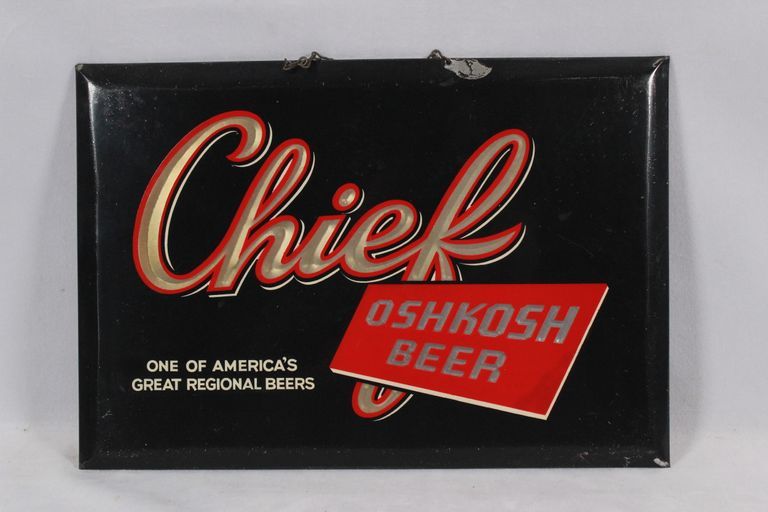 Chief
OSHKOSH
BEER
ONE OF AMERICA'S
GREAT REGIONAL BEERS